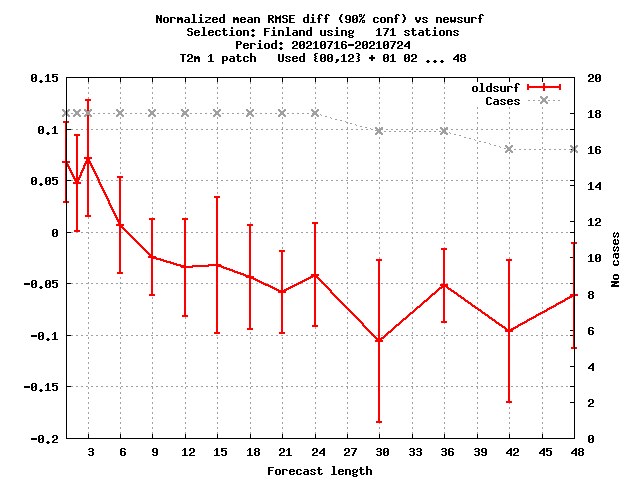 Normalized mean RMSE diff (90% conf) vs newsurf
Selection: Finland using   171 stations
Period: 20210716-20210724
T2m 1 patch   Used {00,12} + 01 02 ... 48
0.15
0.1
0.05
0
-0.05
-0.1
-0.15
-0.2
oldsurf
Cases
20
18
16
14
12
10
8
6
4
2
0
No cases
3 6 9 12 15 18 21 24 27 30 33 36 39 42 45 48
Forecast length